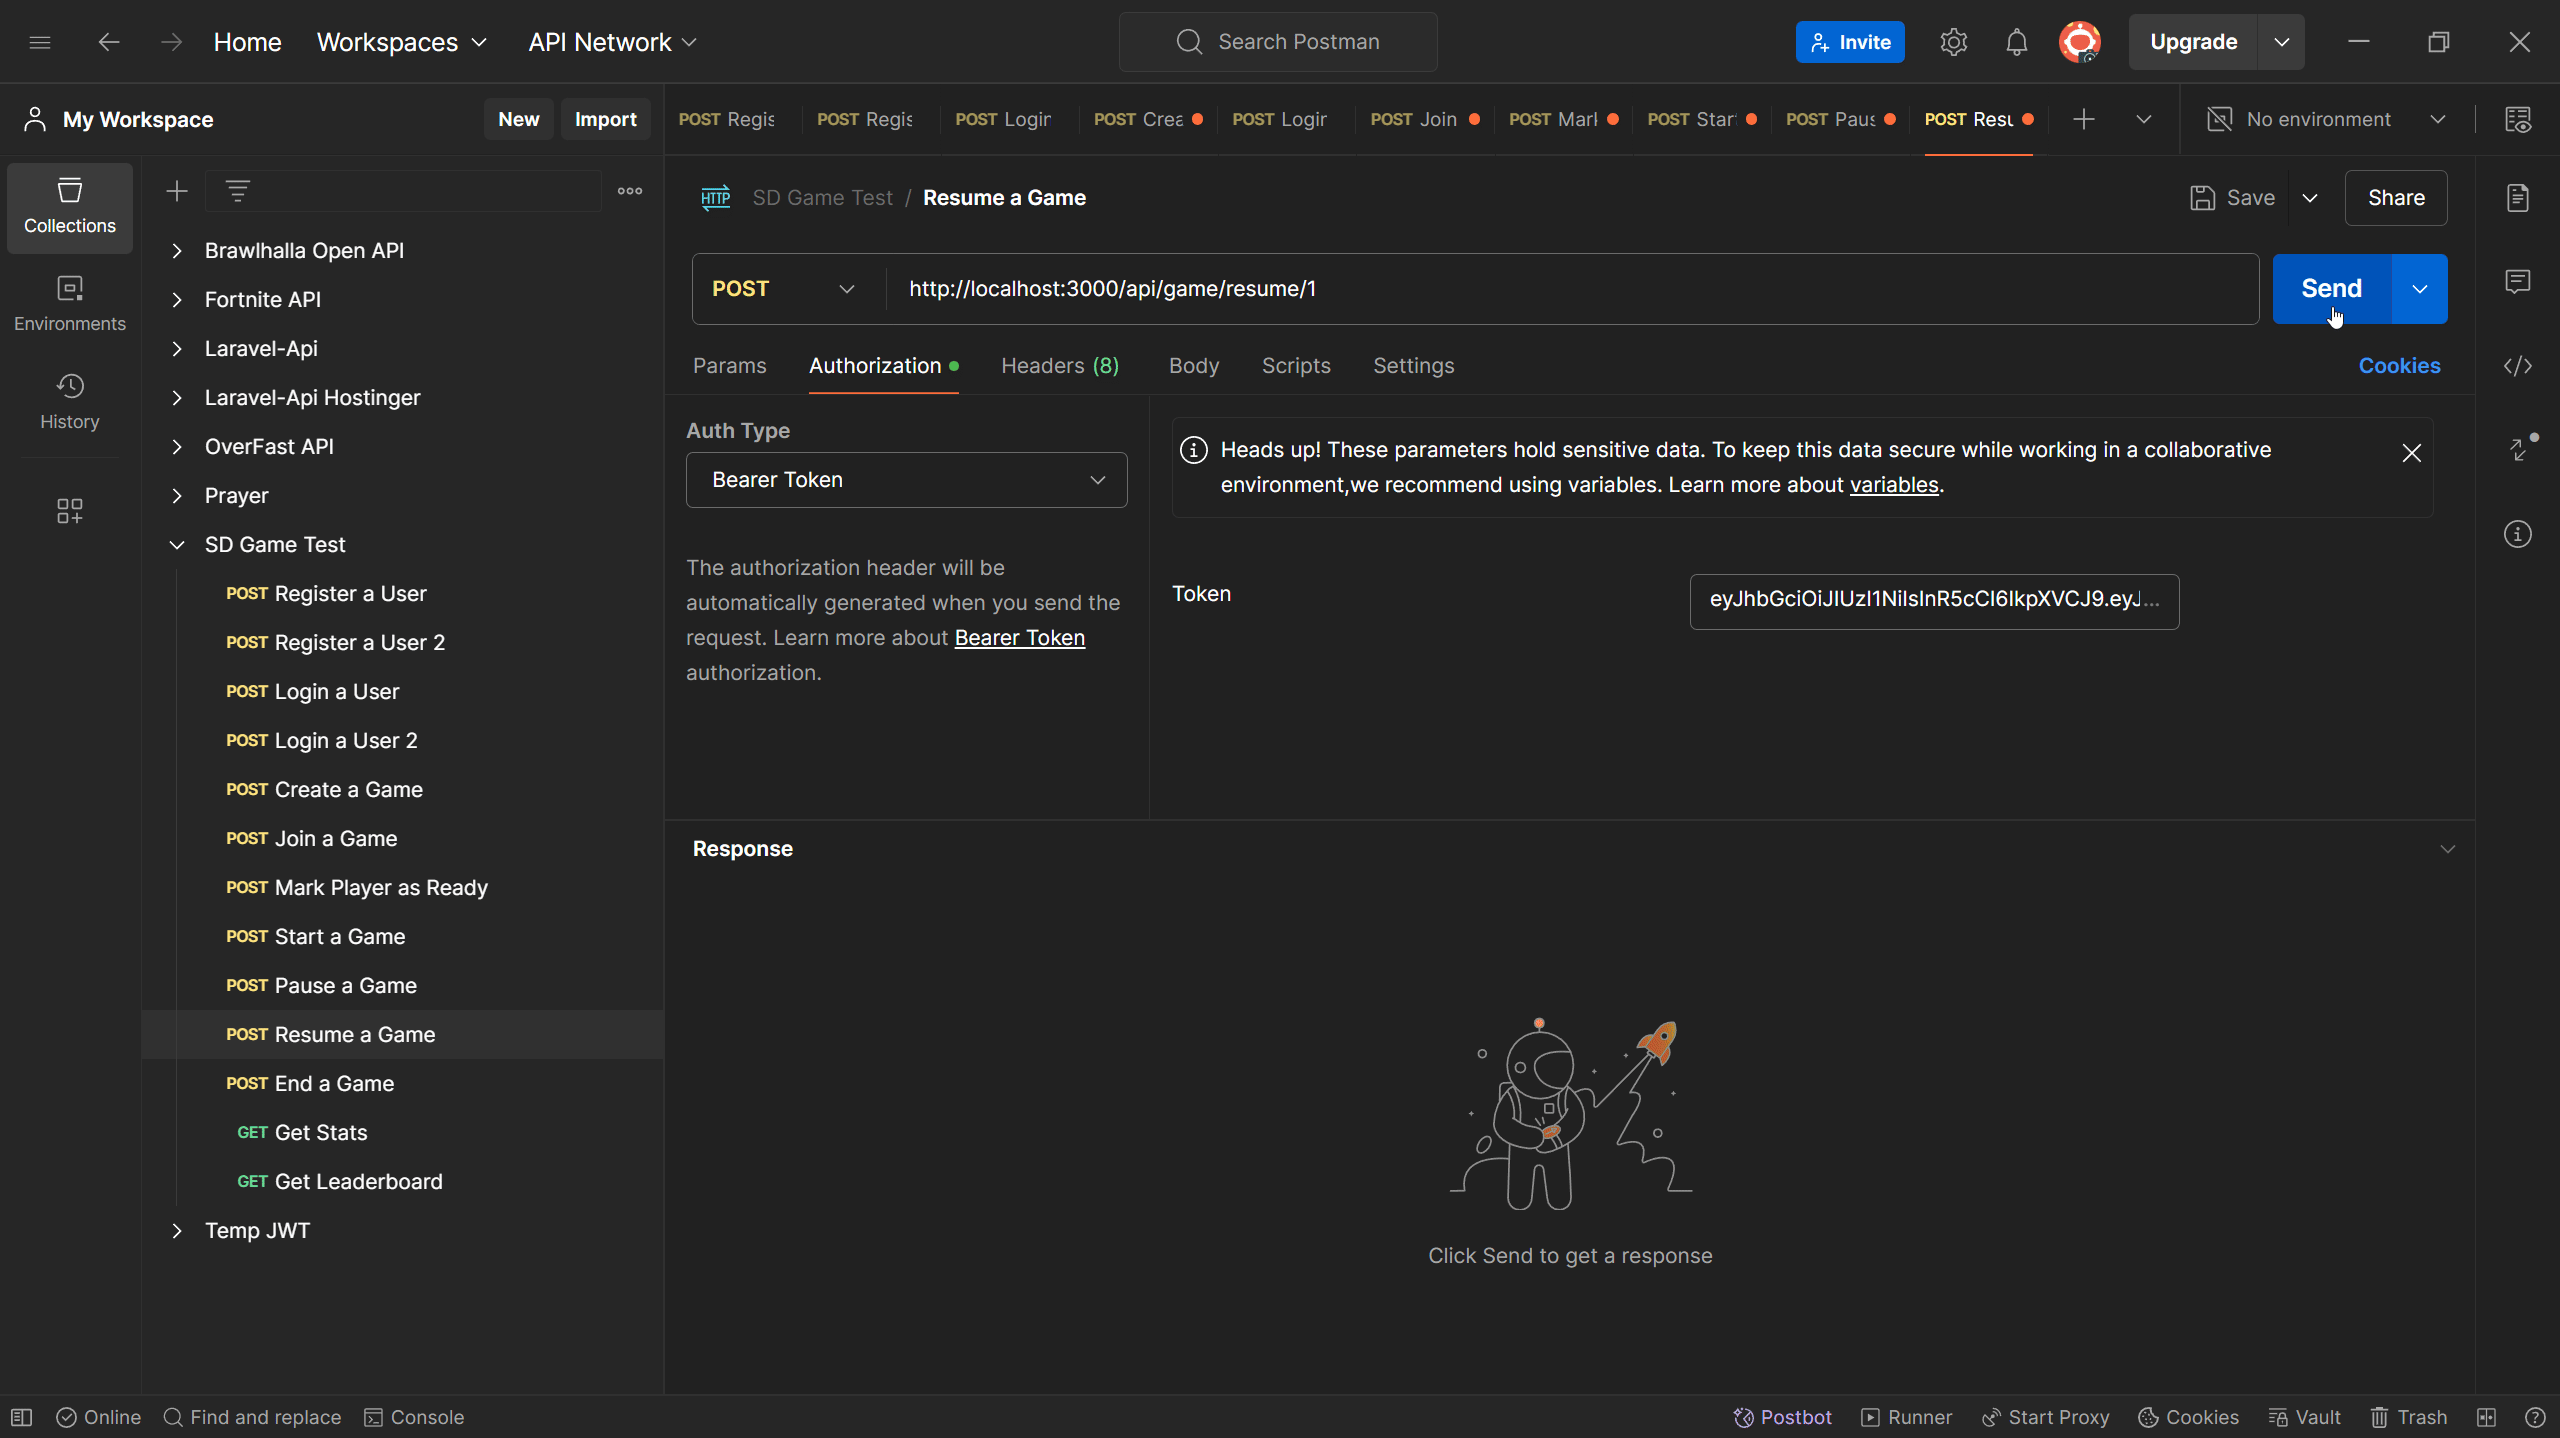 Home
Workspaces
API Network
Search Postman
Invite
Upgrade
My Workspace
New
Import
POST Regis
POST Regis
POST Login
POST Crea
POST Login
POST Join
POST Mark
POST Star
POST Paus
POST Resu
No environment
Collections
Environments
History
Brawlhalla Open API
Fortnite API
Laravel-Api
Laravel-Api Hostinger
OverFast API
Prayer
SD Game Test
POST Register a User
POST Register a User 2
POST Login a User
POST Login a User 2
POST Create a Game
POST Join a Game
POST Mark Player as Ready
POST Start a Game
POST Pause a Game
POST Resume a Game
POST End a Game
GET Get Stats
GET Get Leaderboard
Temp JWT
HTTP SD Game Test / Resume a Game
Save
Share
POST
http://localhost:3000/api/game/resume/1
Send
Params
Authorization
Headers (8)
Body
Scripts
Settings
Cookies
Auth Type
Bearer Token
The authorization header will be
automatically generated when you send the
request. Learn more about Bearer Token
authorization.
Heads up! These parameters hold sensitive data. To keep this data secure while working in a collaborative
environment,we recommend using variables. Learn more about variables.
Token
eyJhbGciOiJIUzI1NiIsInR5cCI6IkpXVCJ9.eyJ...
Response
Click Send to get a response
Online
Find and replace
Console
Postbot
Runner
Start Proxy
Cookies
Vault
Trash